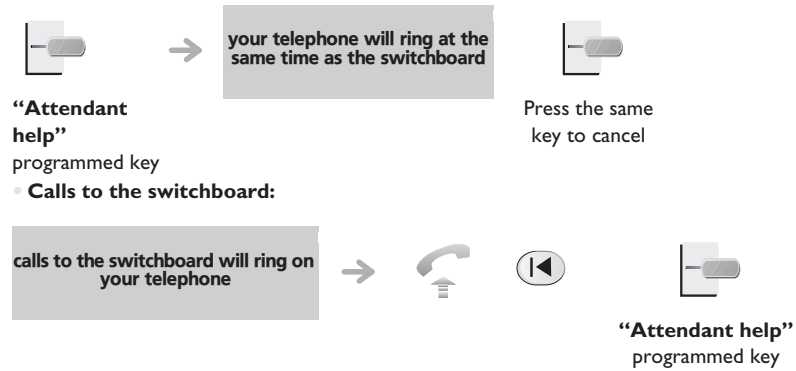 your telephone will ring at the
same time as the switchboard
“Attendant
help”
programmed key
Press the same
key to cancel
• Calls to the switchboard:
calls to the switchboard will ring on
your telephone
“Attendant help”
programmed key